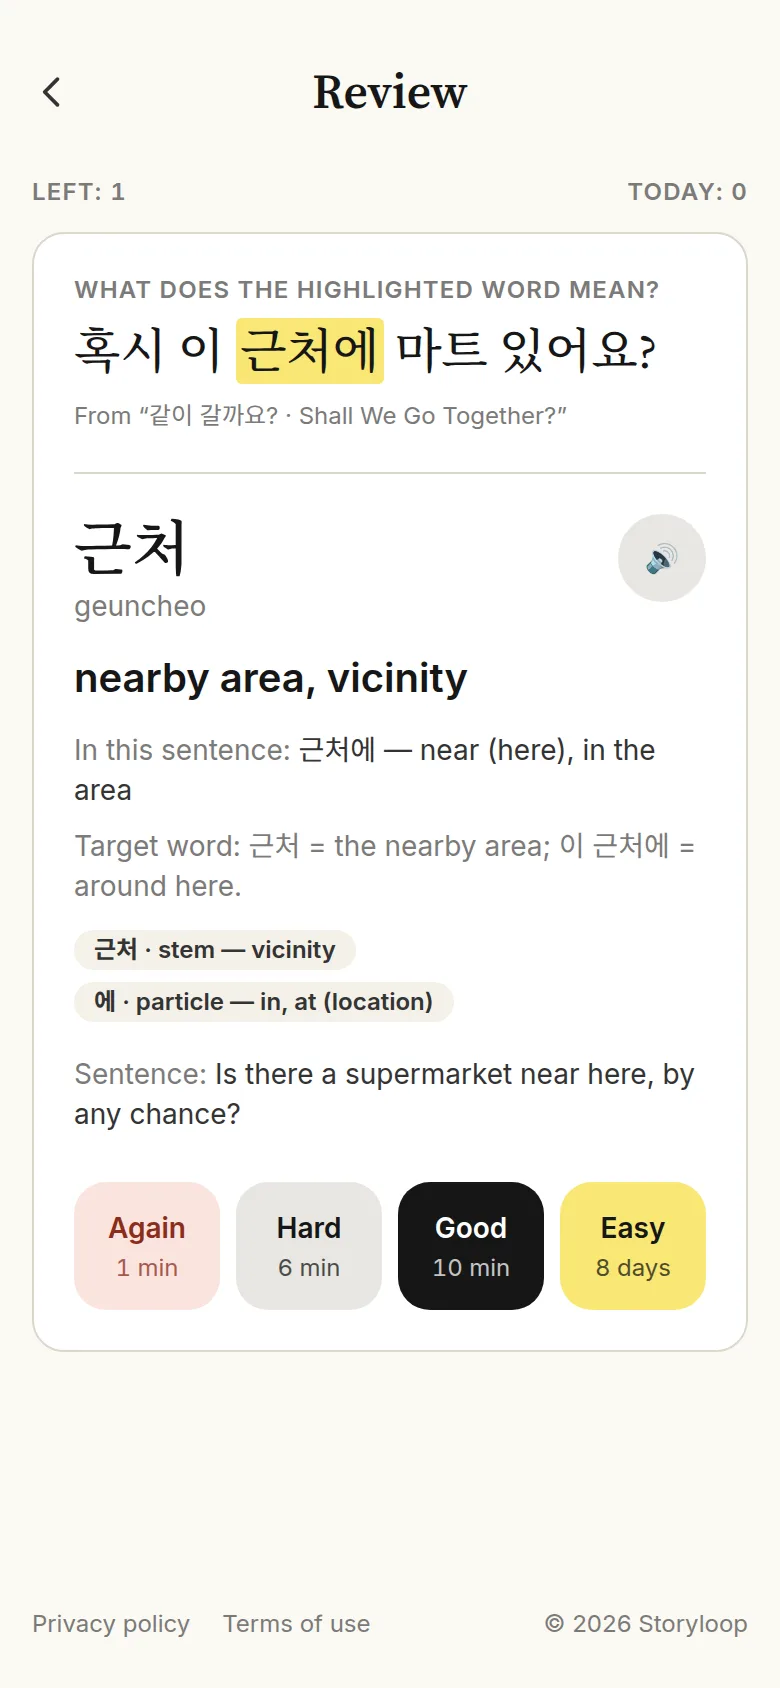 Review
LEFT: 1
TODAY: 0
WHAT DOES THE HIGHLIGHTED WORD MEAN?
혹시 이 근처에 마트 있어요?
From “같이 갈까요? · Shall We Go Together?”
근처
geuncheo
nearby area, vicinity
In this sentence: 근처에 — near (here), in the
area
Target word: 근처 = the nearby area; 이 근처에 =
around here.
근처 · stem — vicinity
에 · particle — in, at (location)
Sentence: Is there a supermarket near here, by
any chance?
Again
1 min
Hard
6 min
Good
10 min
Easy
8 days
Privacy policy
Terms of use
© 2026 Storyloop